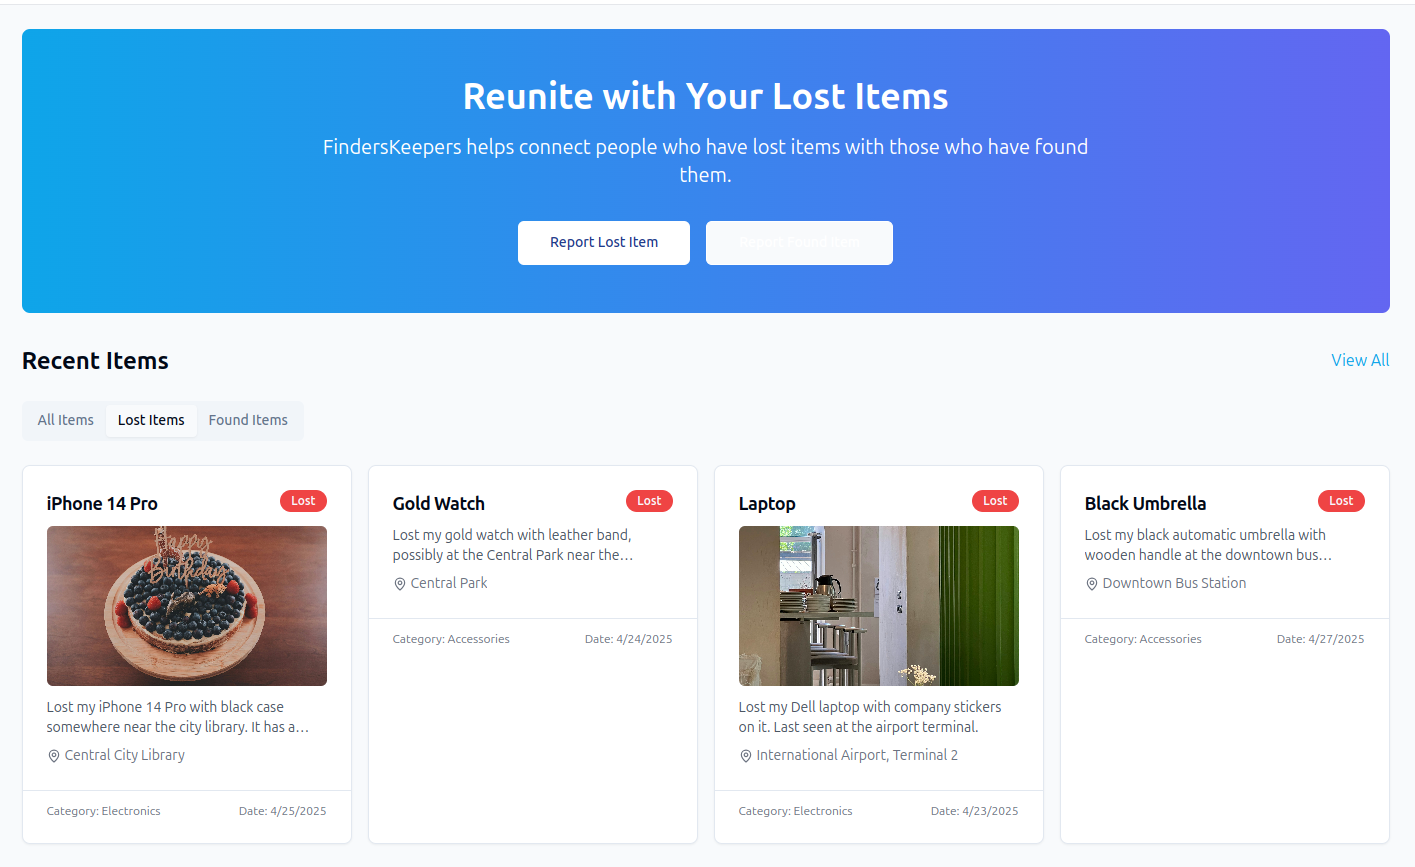 Reunite with Your Lost Items
FindersKeepers helps connect people who have lost items with those who have found
them.
Report Lost Item
Report Found Item
Recent Items
View All
All Items
Lost Items
Found Items
iPhone 14 Pro
Lost
Happy
Birthday
Lost my iPhone 14 Pro with black case
somewhere near the city library. It has a…
Central City Library
Category: Electronics
Date: 4/25/2025
Gold Watch
Lost
Lost my gold watch with leather band,
possibly at the Central Park near the…
Central Park
Category: Accessories
Date: 4/24/2025
Laptop
Lost
Lost my Dell laptop with company stickers
on it. Last seen at the airport terminal.
International Airport, Terminal 2
Category: Electronics
Date: 4/23/2025
Black Umbrella
Lost
Lost my black automatic umbrella with
wooden handle at the downtown bus…
Downtown Bus Station
Category: Accessories
Date: 4/27/2025